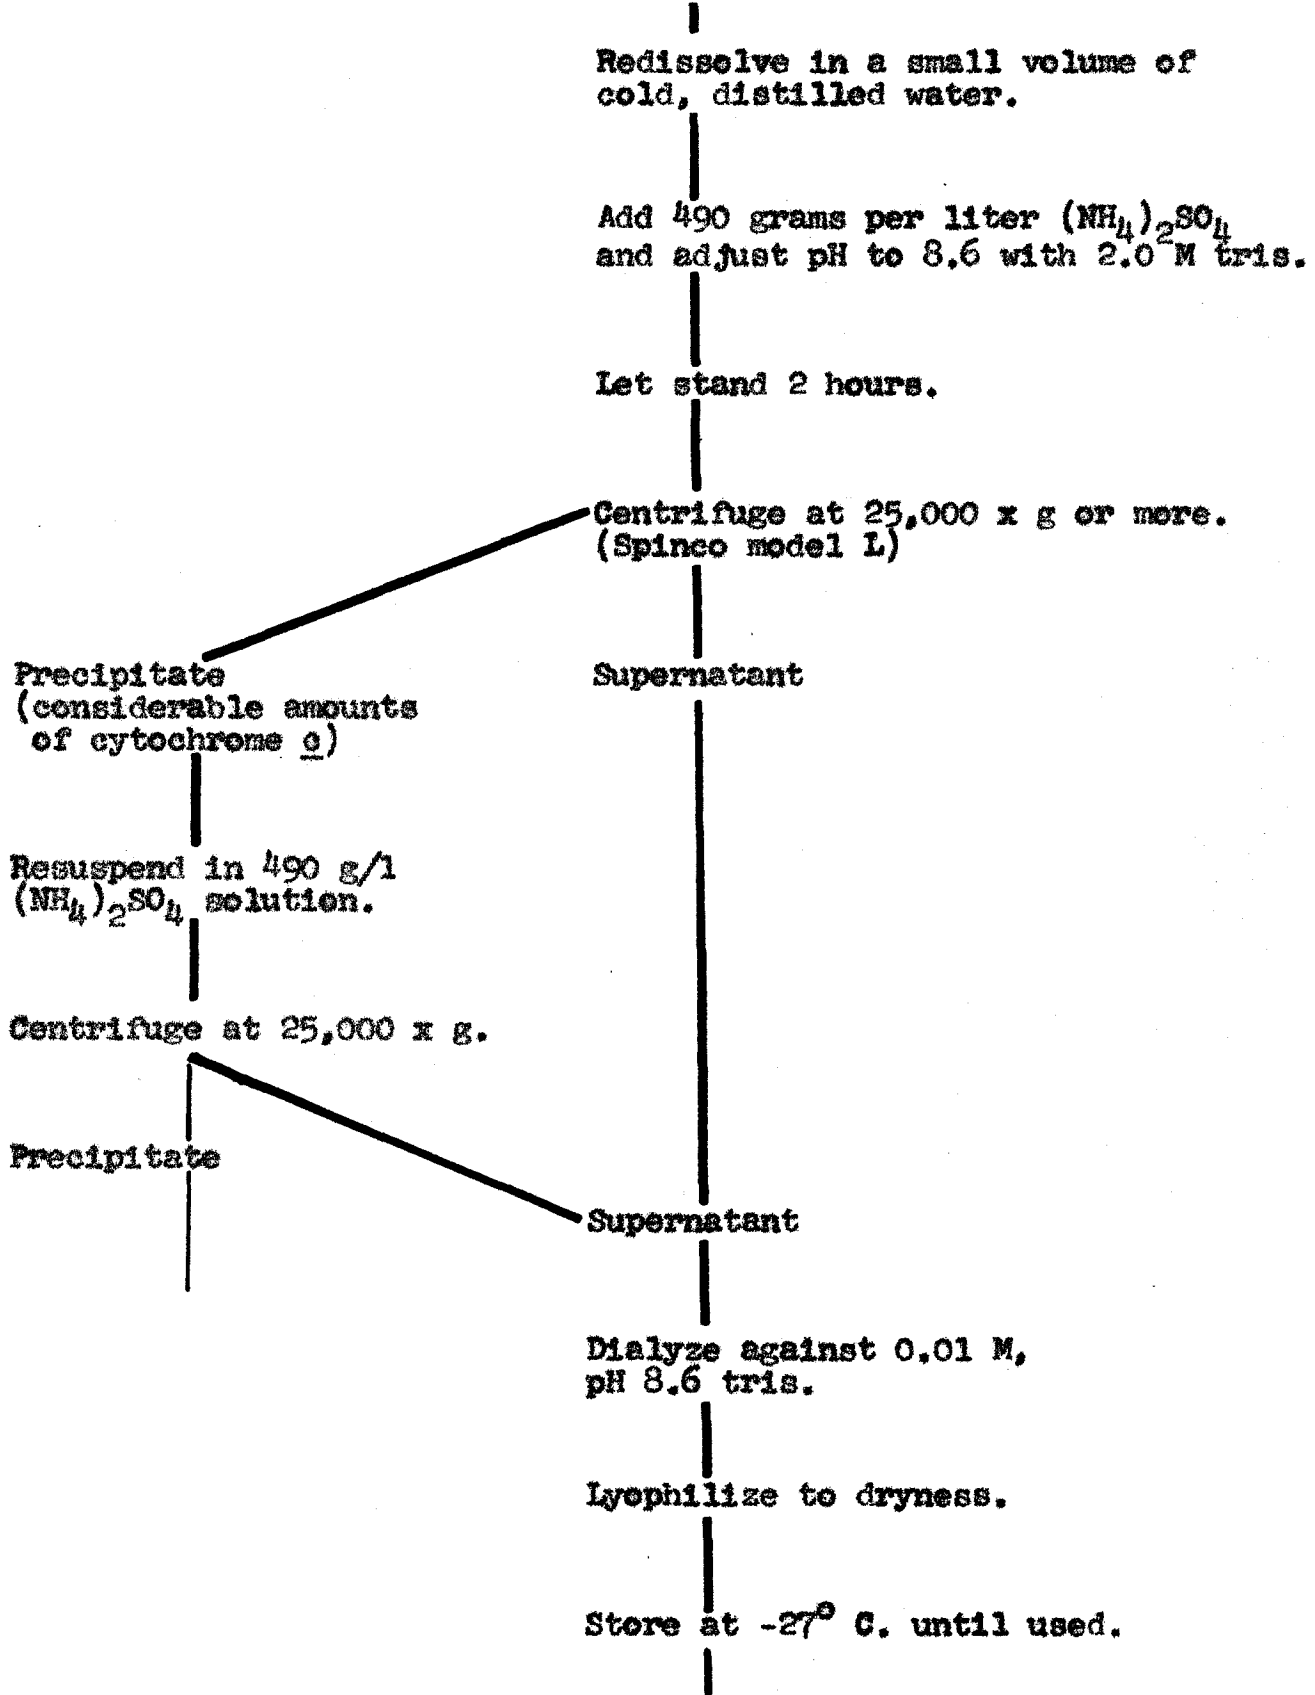 Redissolve in a small volume of
cold, distilled water.
Add 490 grams per liter (NH₄)₂SO₄
and adjust pH to 8.6 with 2.0 M tris.
Let stand 2 hours.
Centrifuge at 25,000 x g or more.
(Spinco model L)
Precipitate
(considerable amounts
of cytochrome c)
Supernatant
Resuspend in 490 g/l
(NH₄)₂SO₄ solution.
Centrifuge at 25,000 x g.
Precipitate
Supernatant
Dialyze against 0.01 M,
pH 8.6 tris.
Lyophilize to dryness.
Store at -27° C. until used.